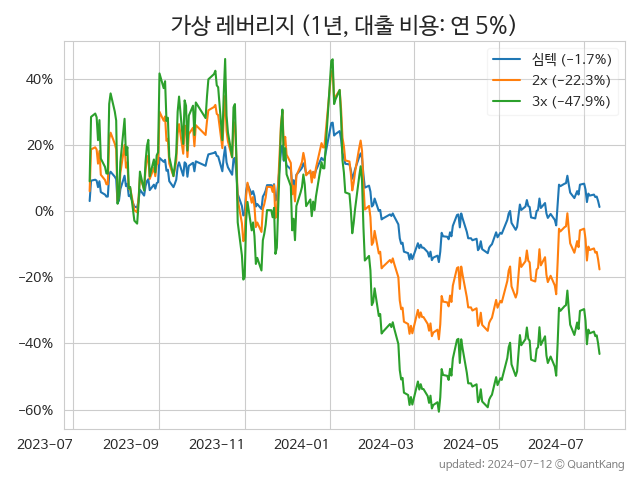 가상 레버리지 (1년, 대출 비용: 연 5%)
심텍 (−1.7%)
2x (−22.3%)
3x (−47.9%)
40%
20%
0%
−20%
−40%
−60%
2023-07 2023-09 2023-11 2024-01 2024-03 2024-05 2024-07
updated: 2024-07-12 © QuantKang